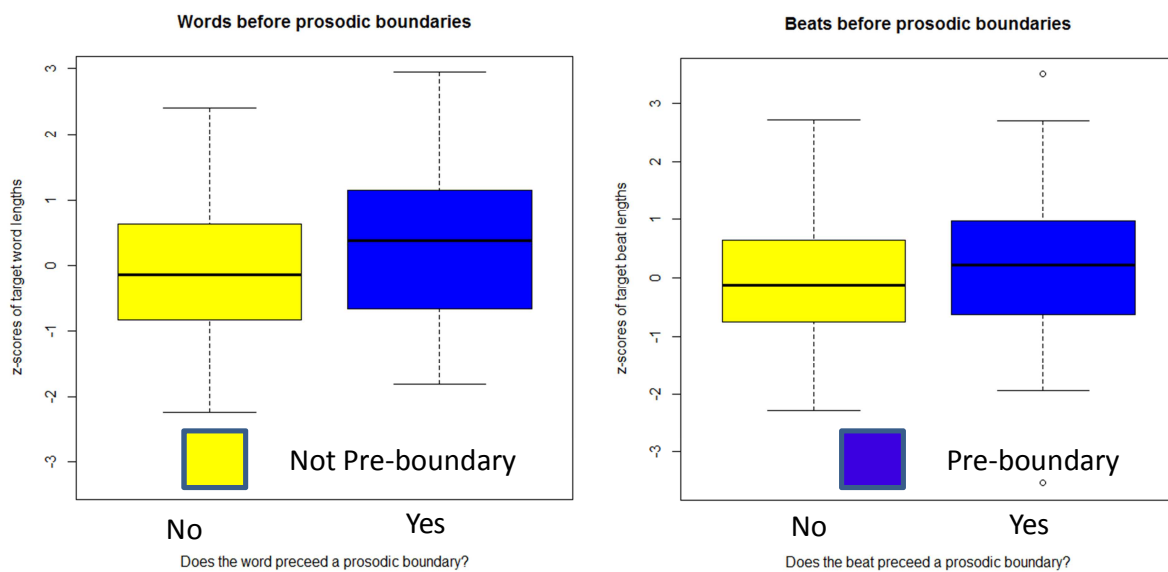 Words before prosodic boundaries
z-scores of target word lengths
3
2
1
0
-1
-2
-3
Not Pre-boundary
No
Yes
Does the word preceed a prosodic boundary?
Beats before prosodic boundaries
z-scores of target beat lengths
3
2
1
0
-1
-2
-3
Pre-boundary
No
Yes
Does the beat preceed a prosodic boundary?